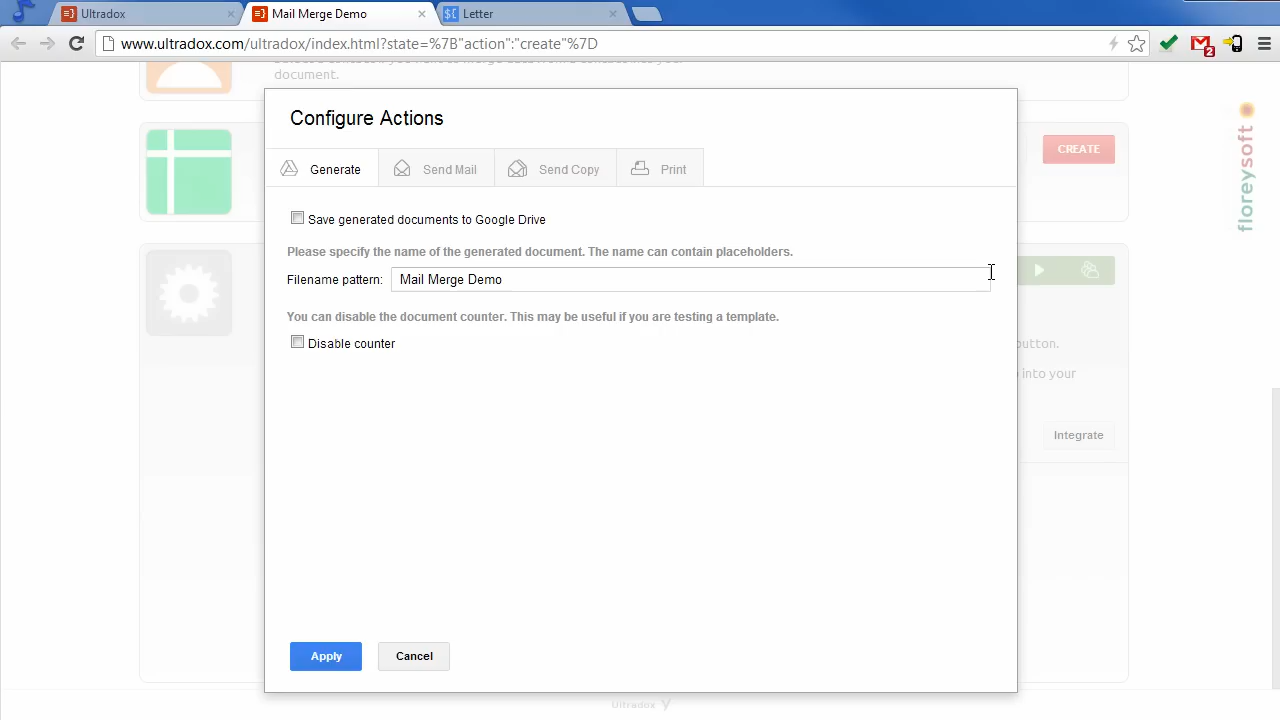 Ultradox
Mail Merge Demo
Letter
www.ultradox.com/ultradox/index.html?state=%7B"action":"create"%7D
2
document.
Configure Actions
CREATE
floreysoft
Generate
Send Mail
Send Copy
Print
Save generated documents to Google Drive
Please specify the name of the generated document. The name can contain placeholders.
Filename pattern:
Mail Merge Demo
You can disable the document counter. This may be useful if you are testing a template.
Disable counter
button.
into your
Integrate
Apply
Cancel
Ultradox